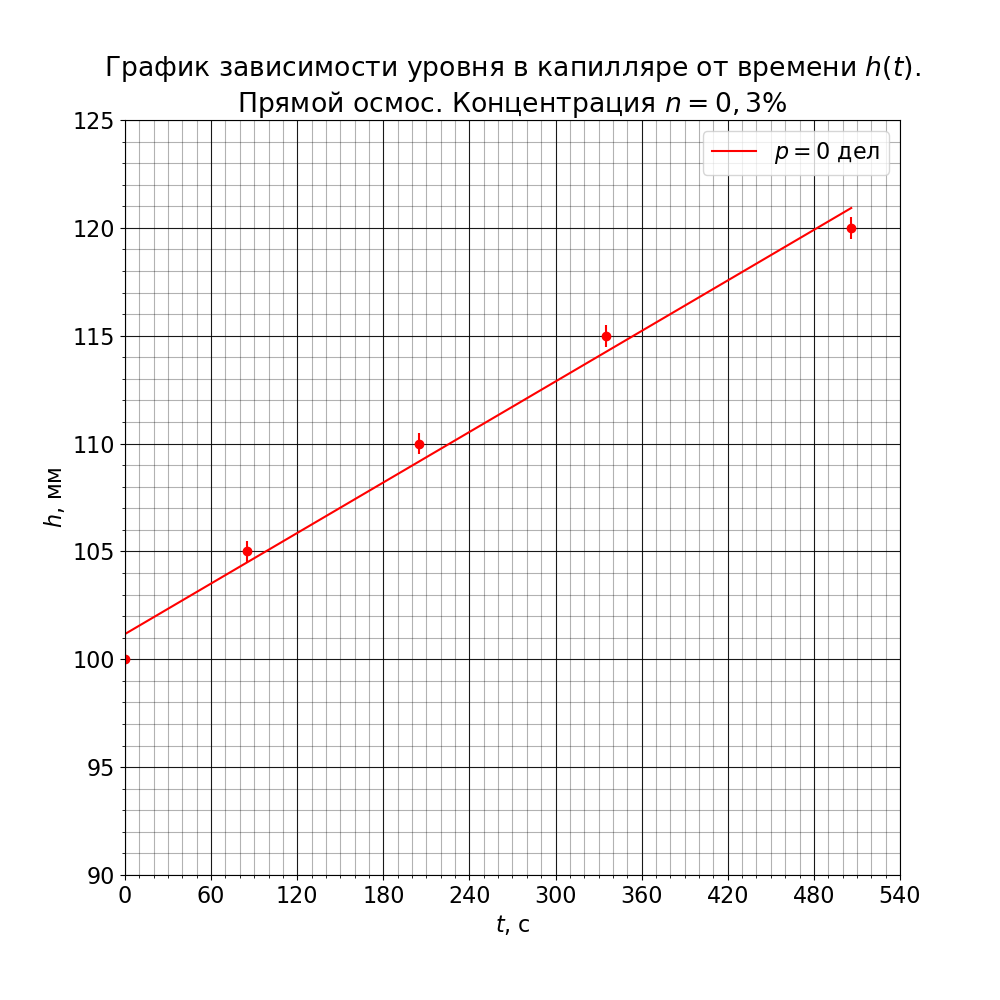 График зависимости уровня в капилляре от времени h(t).
Прямой осмос. Концентрация n = 0, 3%
p = 0 дел
h, мм
125
120
115
110
105
100
95
90
0 60 120 180 240 300 360 420 480 540
t, с